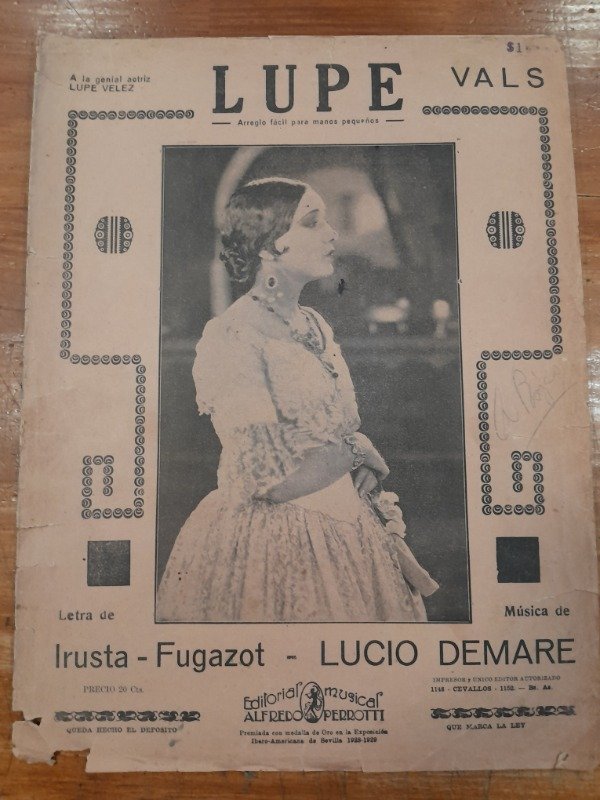 $1
A la genial actriz
LUPE VELEZ
LUPE VALS
Arreglo fácil para manos pequeños
Letra de
Música de
Irusta - Fugazot - LUCIO DEMARE
PRECIO 20 Cts.
Editorial Musical
ALFREDO PERROTTI
IMPRESOR y UNICO EDITOR AUTORIZADO
1148 - CEVALLOS - 1152. — Bs. As.
QUEDA HECHO EL DEPOSITO
Premiada con medalla de Oro en la Exposición
Ibero-Americana de Sevilla 1928-1929
QUE MARCA LA LEY